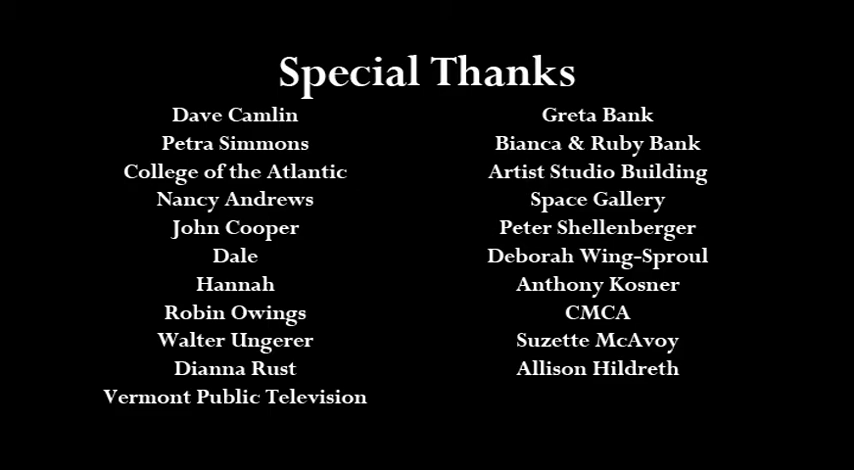 Special Thanks
Dave Camlin
Petra Simmons
College of the Atlantic
Nancy Andrews
John Cooper
Dale
Hannah
Robin Owings
Walter Ungerer
Dianna Rust
Vermont Public Television
Greta Bank
Bianca & Ruby Bank
Artist Studio Building
Space Gallery
Peter Shellenberger
Deborah Wing-Sproul
Anthony Kosner
CMCA
Suzette McAvoy
Allison Hildreth